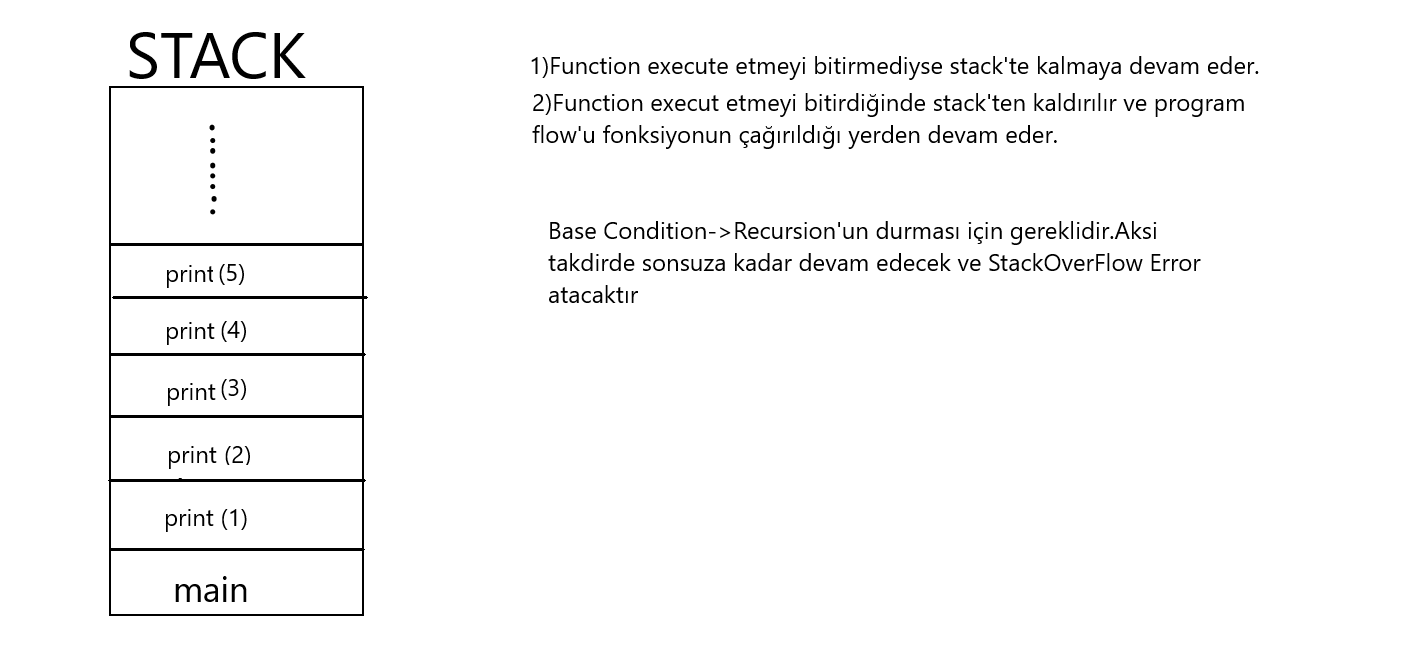 STACK
print (5)
print (4)
print (3)
print (2)
print (1)
main
1)Function execute etmeyi bitirmediyse stack'te kalmaya devam eder.
2)Function execut etmeyi bitirdiğinde stack'ten kaldırılır ve program
flow'u fonksiyonun çağırıldığı yerden devam eder.
Base Condition->Recursion'un durması için gereklidir.Aksi
takdirde sonsuza kadar devam edecek ve StackOverFlow Error
atacaktır